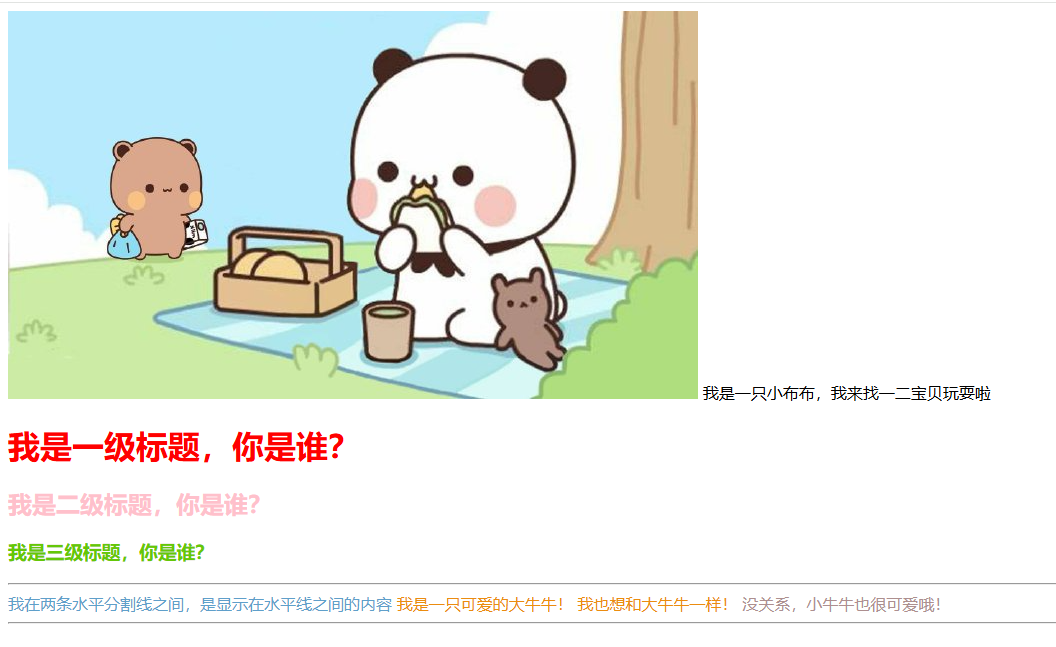 我是一只小布布，我来找一二宝贝玩耍啦
我是一级标题，你是谁？
我是二级标题，你是谁？
我是三级标题，你是谁？
我在两条水平分割线之间，是显示在水平线之间的内容 我是一只可爱的大牛牛！ 我也想和大牛牛一样！ 没关系，小牛牛也很可爱哦！